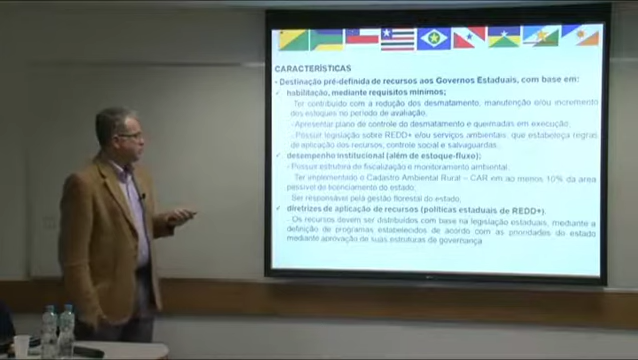 CARACTERÍSTICAS
- Destinação pré-definida de recursos aos Governos Estaduais, com base em:
✓ habilitação, mediante requisitos mínimos;
- Ter contribuído com a redução dos desmatamento, manutenção e/ou incremento
dos estoques no período de avaliação.
- Apresentar plano de controle do desmatamento e queimadas em execução.
- Possuir legislação sobre REDD+ e/ou serviços ambientais que estabeleça regras
de aplicação dos recursos, controle social e salvaguardas.
✓ desempenho institucional (além de estoque-fluxo);
- Possuir estrutura de fiscalização e monitoramento ambiental.
Ter implementado o Cadastro Ambiental Rural – CAR em ao menos 10% da área
passível de licenciamento do estado;
Ser responsável pela gestão florestal do estado.
✓ diretrizes de aplicação de recursos (políticas estaduais de REDD+)
- Os recursos devem ser distribuídos com base na legislação estaduais, mediante a
definição de programas estabelecidos de acordo com as prioridades do estado
mediante aprovação de suas estruturas de governança